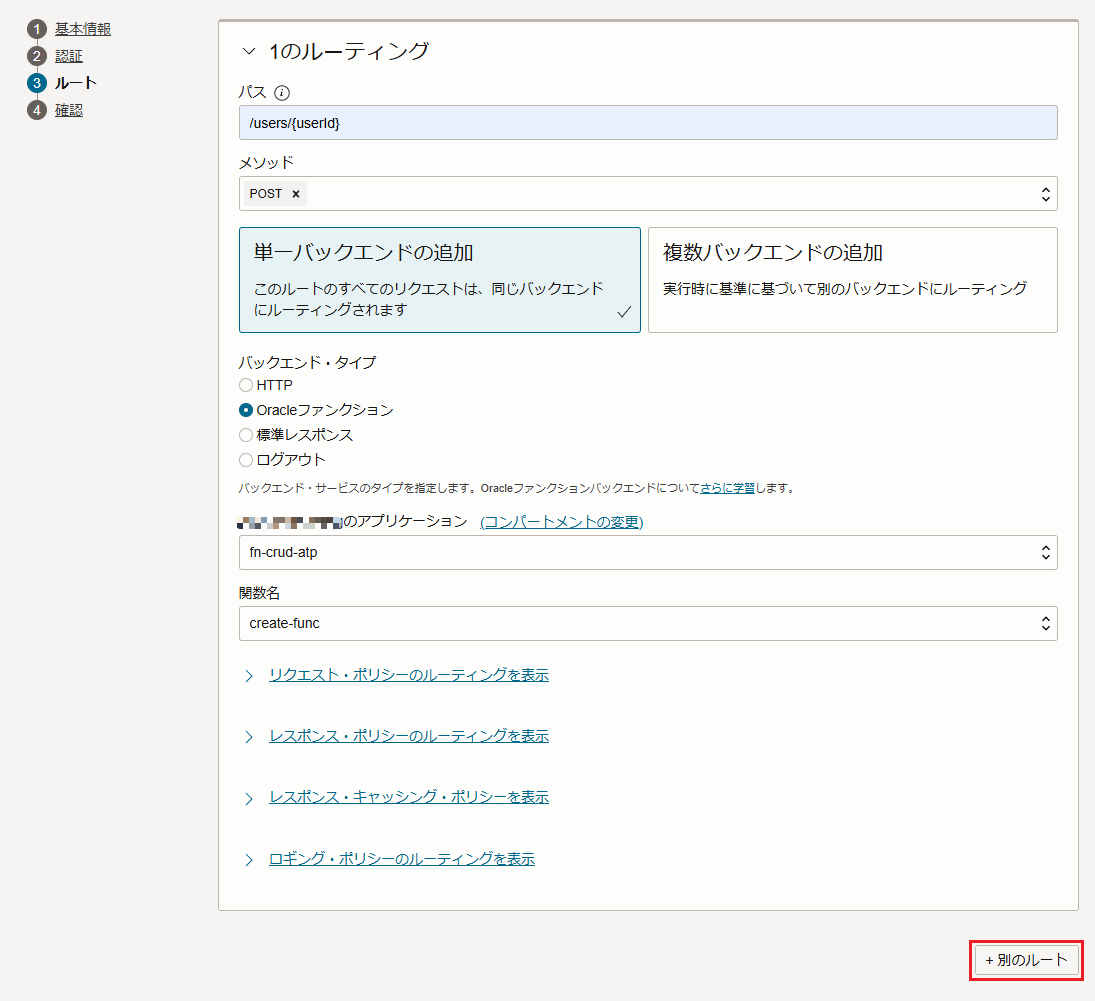 1 基本情報
2 認証
3 ルート
4 確認
1のルーティング
パス i
/users/{userId}
メソッド
POST ×
単一バックエンドの追加
このルートのすべてのリクエストは、同じバックエンド
にルーティングされます
複数バックエンドの追加
実行時に基準に基づいて別のバックエンドにルーティング
バックエンド・タイプ
HTTP
Oracleファンクション
標準レスポンス
ログアウト
バックエンド・サービスのタイプを指定します。Oracleファンクションバックエンドについてさらに学習します。
のアプリケーション (コンパートメントの変更)
fn-crud-atp
関数名
create-func
リクエスト・ポリシーのルーティングを表示
レスポンス・ポリシーのルーティングを表示
レスポンス・キャッシング・ポリシーを表示
ロギング・ポリシーのルーティングを表示
+ 別のルート